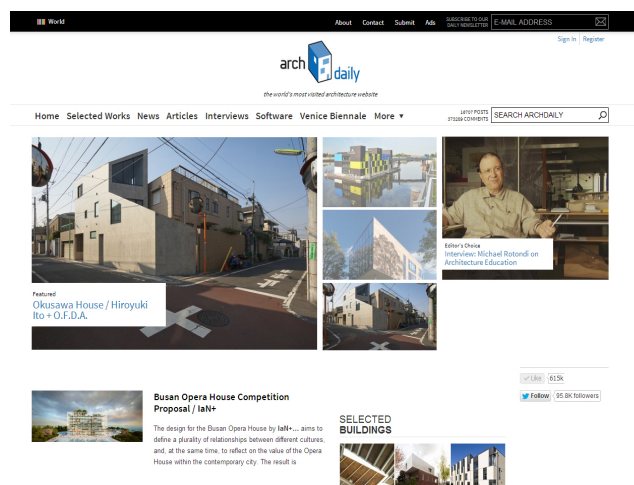 World
About Contact Submit Ads
SUBSCRIBE TO OUR
DAILY NEWSLETTER
E-MAIL ADDRESS
Sign In Register
arch daily
the world's most visited architecture website
Home Selected Works News Articles Interviews Software Venice Biennale More ▼
18707 POSTS
373289 COMMENTS
SEARCH ARCHDAILY
Featured
Okusawa House / Hiroyuki
Ito + O.F.D.A.
Editor's Choice
Interview: Michael Rotondi on
Architecture Education
Like 615k
Follow 95.8K followers
Busan Opera House Competition
Proposal / IaN+
The design for the Busan Opera House by IaN+… aims to
define a plurality of relationships between different cultures,
and, at the same time, to reflect on the value of the Opera
House within the contemporary city. The result is
SELECTED
BUILDINGS